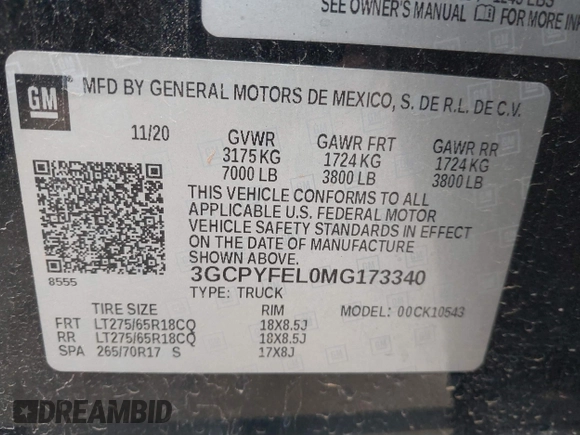 SEE OWNER'S MANUAL FOR MORE
GM
MFD BY GENERAL MOTORS DE MEXICO, S. DE R.L. DE C.V.
11/20 GVWR GAWR FRT GAWR RR
3175 KG 1724 KG 1724 KG
7000 LB 3800 LB 3800 LB
THIS VEHICLE CONFORMS TO ALL
APPLICABLE U.S. FEDERAL MOTOR
VEHICLE SAFETY STANDARDS IN EFFECT
ON THE DATE OF MANUFACTURE
SHOWN ABOVE.
8555
3GCPYFEL0MG173340
TYPE: TRUCK
TIRE SIZE RIM MODEL: 00CK10543
FRT LT275/65R18CQ 18X8.5J
RR LT275/65R18CQ 18X8.5J
SPA 265/70R17 S 17X8J
DREAMBID